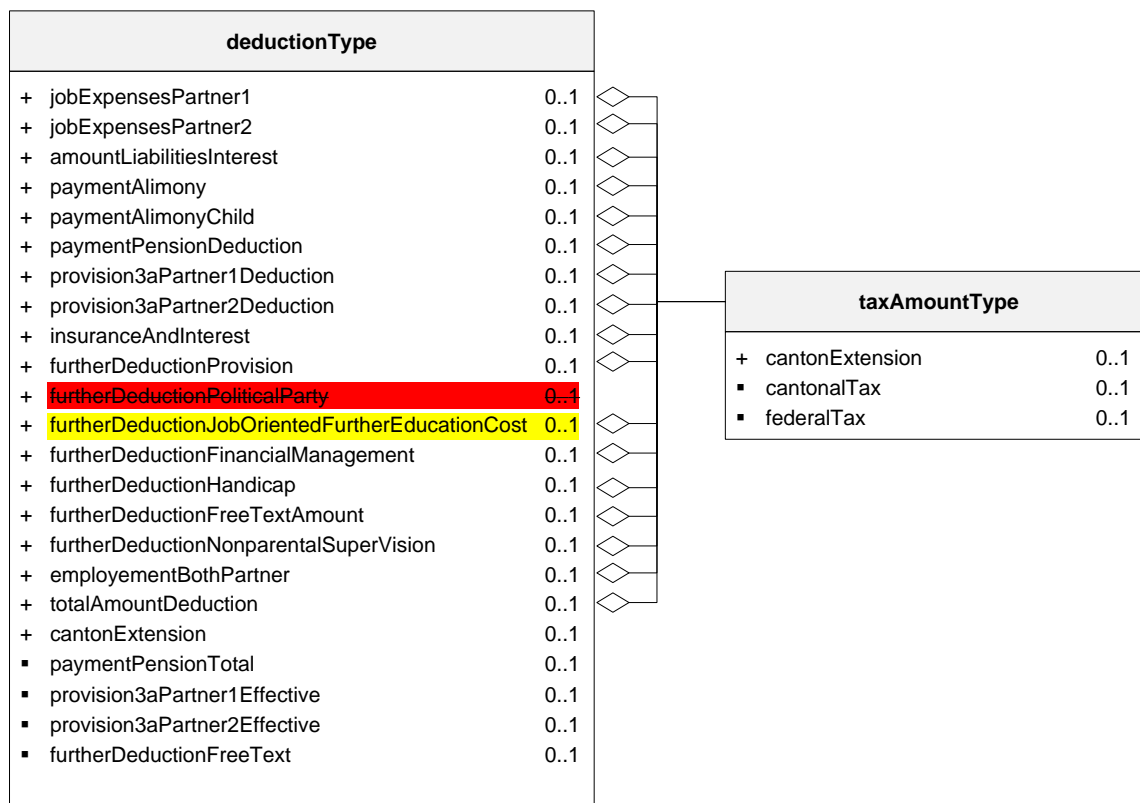 deductionType
+ jobExpensesPartner1 0..1
+ jobExpensesPartner2 0..1
+ amountLiabilitiesInterest 0..1
+ paymentAlimony 0..1
+ paymentAlimonyChild 0..1
+ paymentPensionDeduction 0..1
+ provision3aPartner1Deduction 0..1
+ provision3aPartner2Deduction 0..1
+ insuranceAndInterest 0..1
+ furtherDeductionProvision 0..1
+ furtherDeductionPoliticalParty 0..1
+ furtherDeductionJobOrientedFurtherEducationCost 0..1
+ furtherDeductionFinancialManagement 0..1
+ furtherDeductionHandicap 0..1
+ furtherDeductionFreeTextAmount 0..1
+ furtherDeductionNonparentalSuperVision 0..1
+ employementBothPartner 0..1
+ totalAmountDeduction 0..1
+ cantonExtension 0..1
▪ paymentPensionTotal 0..1
▪ provision3aPartner1Effective 0..1
▪ provision3aPartner2Effective 0..1
▪ furtherDeductionFreeText 0..1
taxAmountType
+ cantonExtension 0..1
▪ cantonalTax 0..1
▪ federalTax 0..1